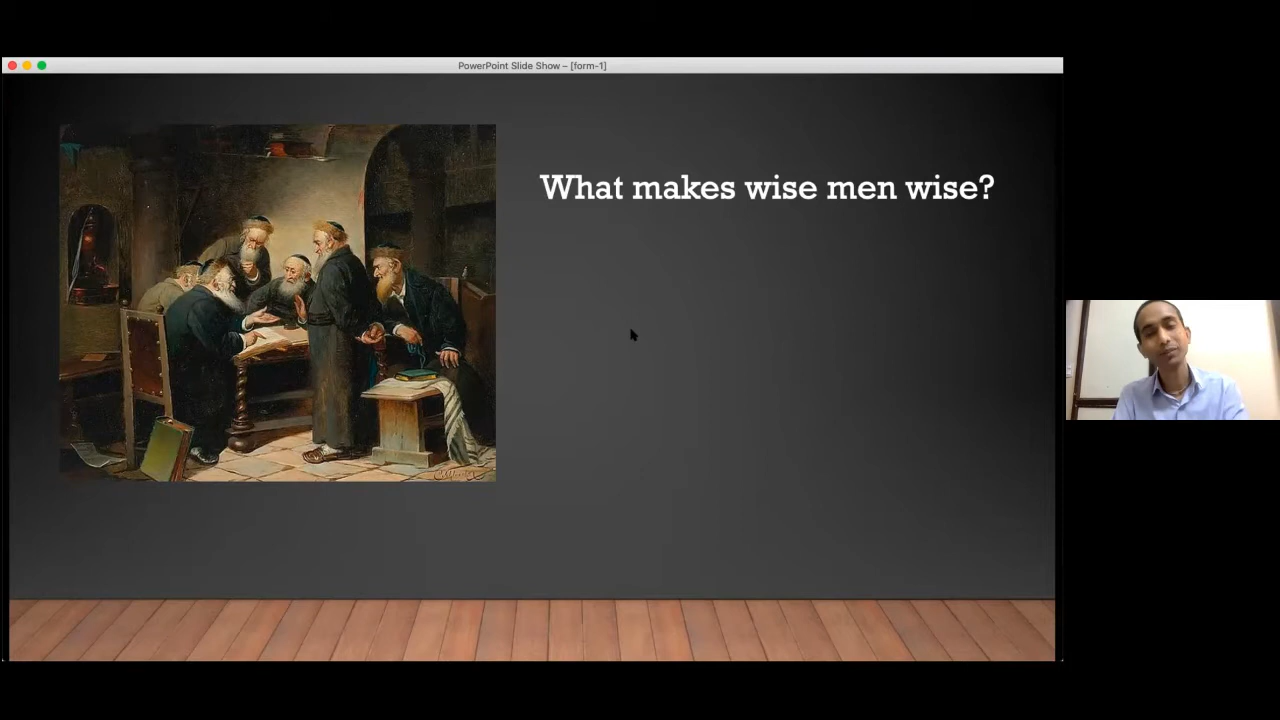 PowerPoint Slide Show – [form-1]
What makes wise men wise?